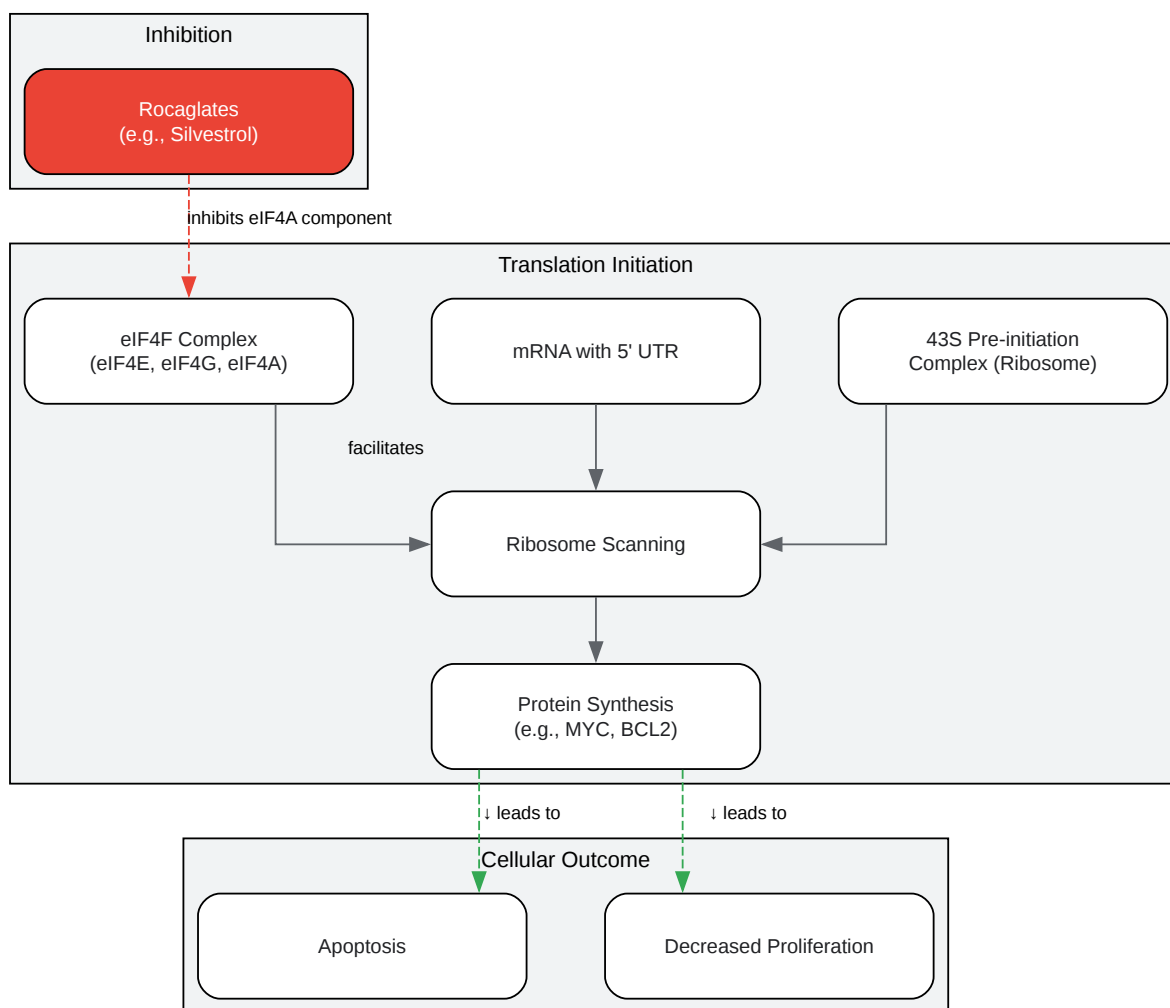 Inhibition
Rocaglates
(e.g., Silvestrol)
inhibits eIF4A component
Translation Initiation
eIF4F Complex
(eIF4E, eIF4G, eIF4A)
mRNA with 5' UTR
43S Pre-initiation
Complex (Ribosome)
facilitates
Ribosome Scanning
Protein Synthesis
(e.g., MYC, BCL2)
↓ leads to
↓ leads to
Cellular Outcome
Apoptosis
Decreased Proliferation